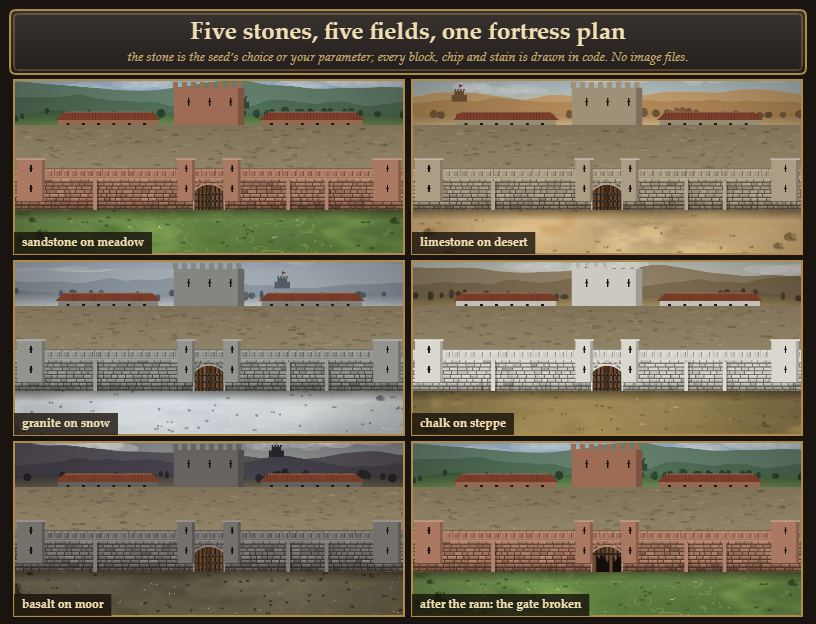 Five stones, five fields, one fortress plan
the stone is the seed's choice or your parameter; every block, chip and stain is drawn in code. No image files.
sandstone on meadow
limestone on desert
granite on snow
chalk on steppe
basalt on moor
after the ram: the gate broken